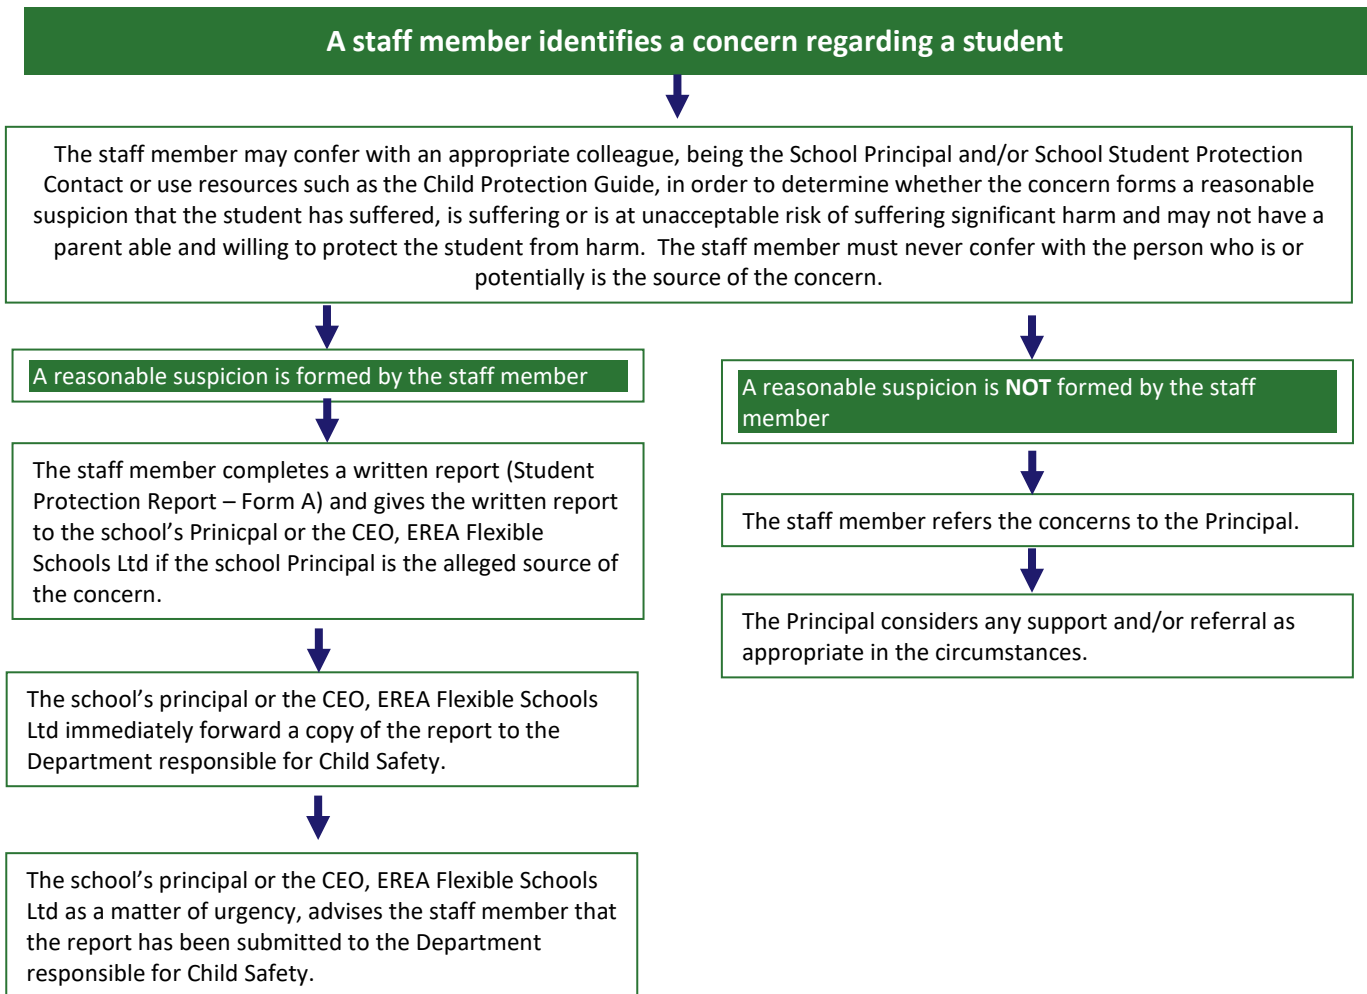 A staff member identifies a concern regarding a student
The staff member may confer with an appropriate colleague, being the School Principal and/or School Student Protection
Contact or use resources such as the Child Protection Guide, in order to determine whether the concern forms a reasonable
suspicion that the student has suffered, is suffering or is at unacceptable risk of suffering significant harm and may not have a
parent able and willing to protect the student from harm.  The staff member must never confer with the person who is or
potentially is the source of the concern.
A reasonable suspicion is formed by the staff member
The staff member completes a written report (Student
Protection Report – Form A) and gives the written report
to the school's Prinicpal or the CEO, EREA Flexible
Schools Ltd if the school Principal is the alleged source of
the concern.
The school's principal or the CEO, EREA Flexible Schools
Ltd immediately forward a copy of the report to the
Department responsible for Child Safety.
The school's principal or the CEO, EREA Flexible Schools
Ltd as a matter of urgency, advises the staff member that
the report has been submitted to the Department
responsible for Child Safety.
A reasonable suspicion is NOT formed by the staff
member
The staff member refers the concerns to the Principal.
The Principal considers any support and/or referral as
appropriate in the circumstances.